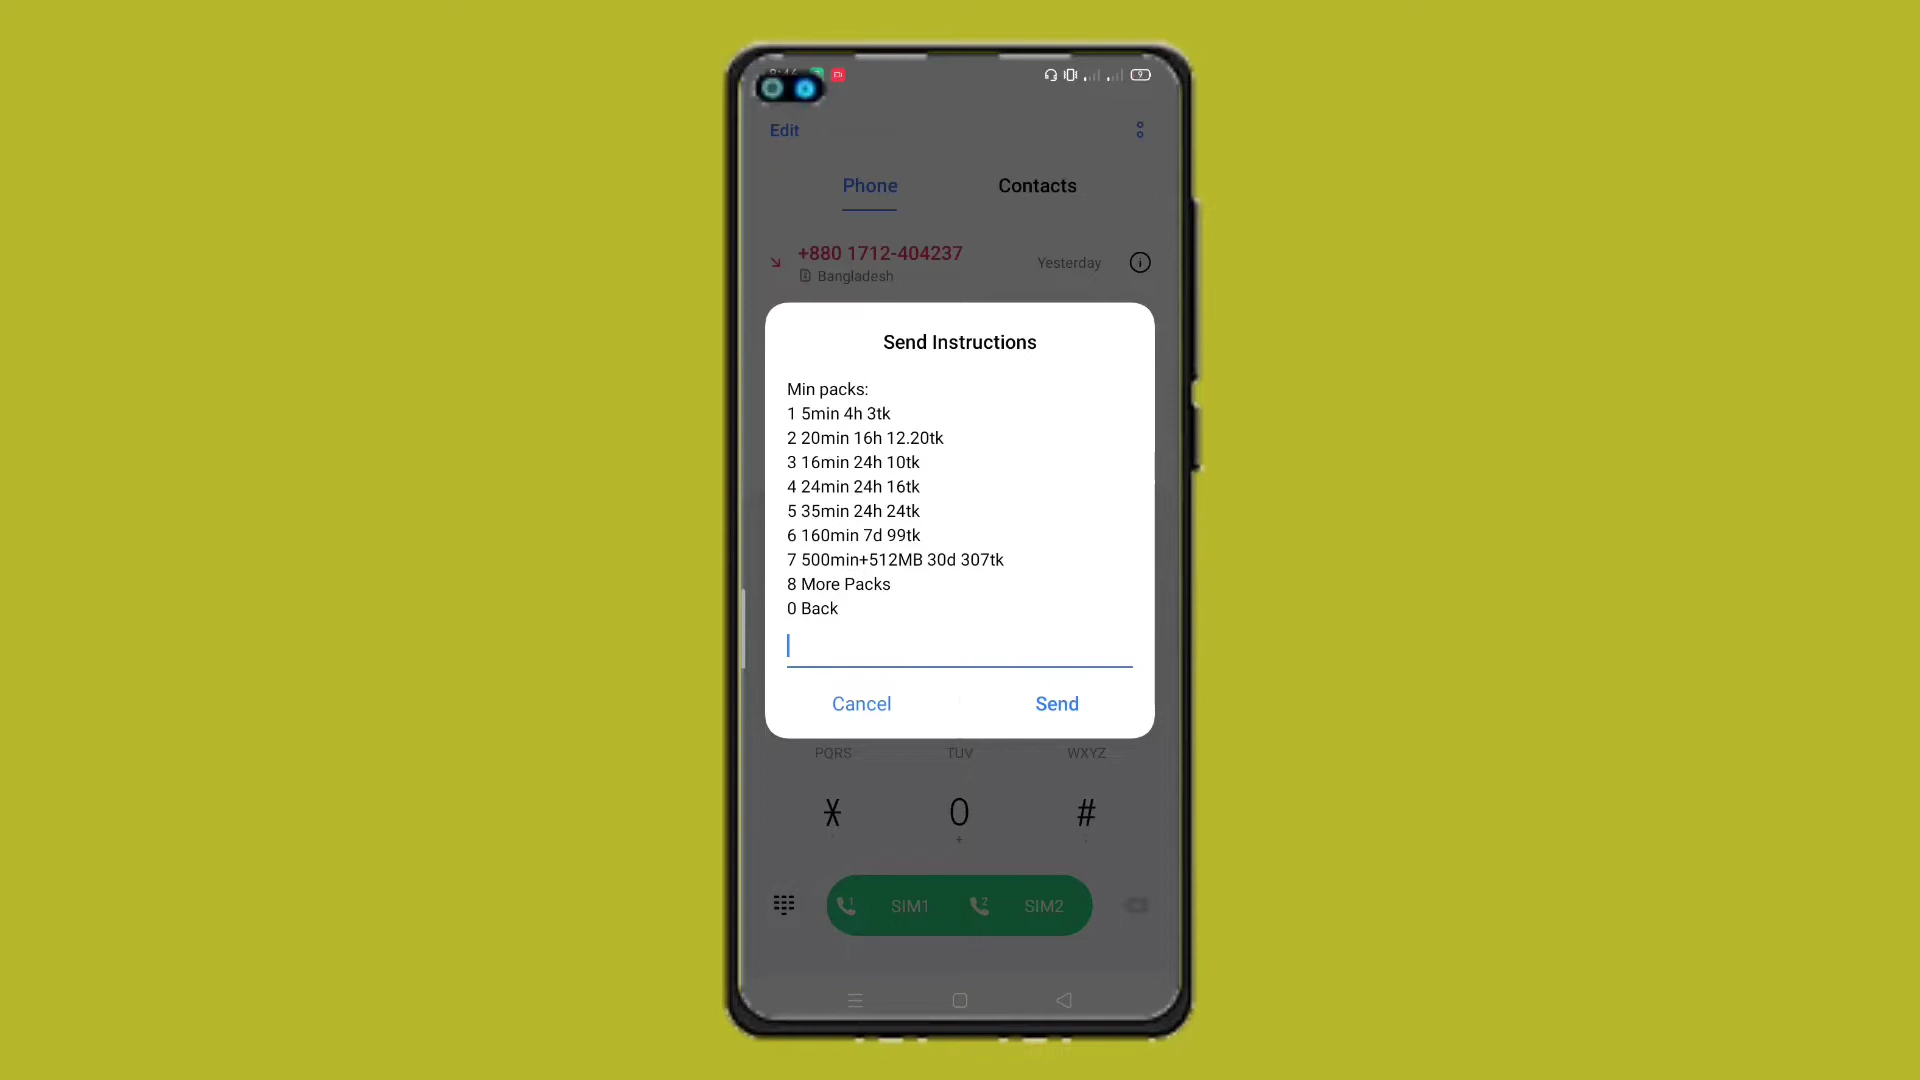 Edit
Phone Contacts
+880 1712-404237
Yesterday
Bangladesh
Send Instructions
Min packs:
1 5min 4h 3tk
2 20min 16h 12.20tk
3 16min 24h 10tk
4 24min 24h 16tk
5 35min 24h 24tk
6 160min 7d 99tk
7 500min+512MB 30d 307tk
8 More Packs
0 Back
Cancel Send
PQRS TUV WXYZ
* 0 #
+
1 SIM1 2 SIM2